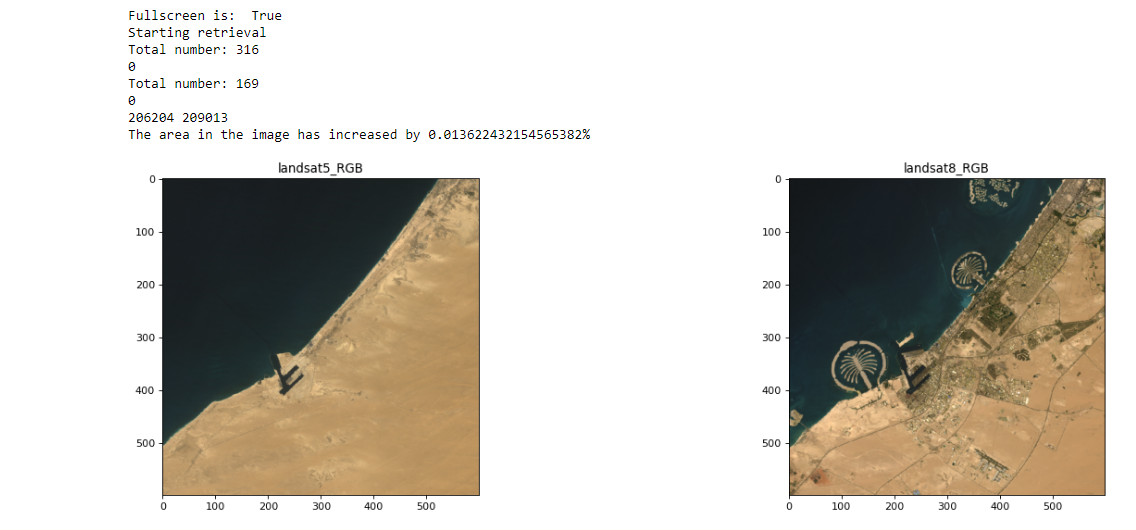 Fullscreen is:  True
Starting retrieval
Total number: 316
0
Total number: 169
0
206204 209013
The area in the image has increased by 0.013622432154565382%
landsat5_RGB
0
100
200
300
400
500
0 100 200 300 400 500
landsat8_RGB
0
100
200
300
400
500
0 100 200 300 400 500